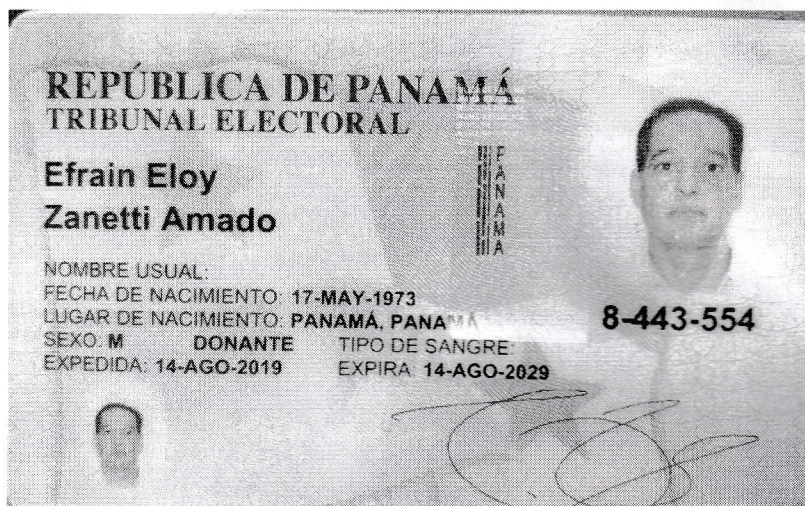 REPÚBLICA DE PANAMÁ
TRIBUNAL ELECTORAL
Efrain Eloy
Zanetti Amado
PANAMA
NOMBRE USUAL:
FECHA DE NACIMIENTO: 17-MAY-1973
LUGAR DE NACIMIENTO: PANAMÁ, PANAMÁ
8-443-554
SEXO: M DONANTE TIPO DE SANGRE:
EXPEDIDA: 14-AGO-2019 EXPIRA: 14-AGO-2029